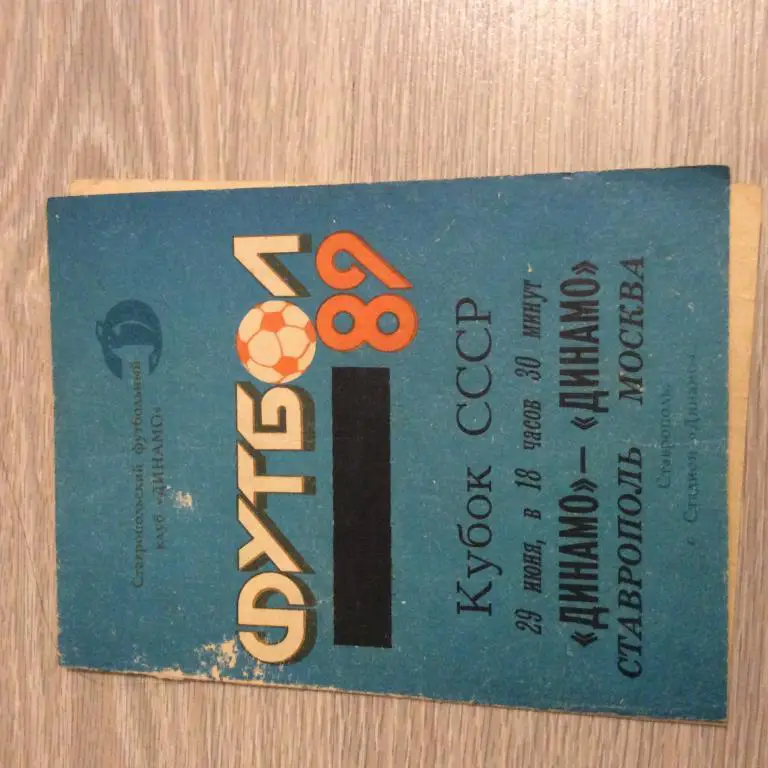 Ставропольский футбольный
клуб «ДИНАМО»
ФУТБОЛ
89
Кубок СССР
29 июня, в 18 часов 30 минут
«ДИНАМО» — «ДИНАМО»
СТАВРОПОЛЬ МОСКВА
Ставрополь,
Стадион «Динамо»